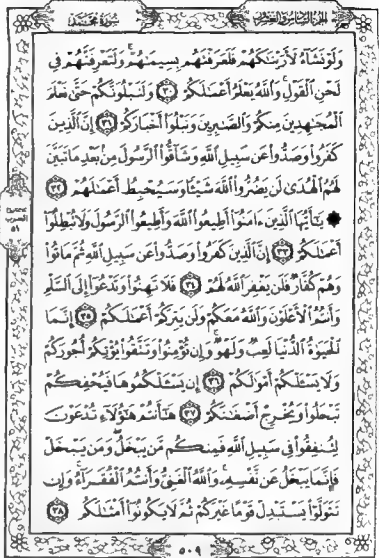 سُورَةُ مُحَمَّدٍ الجزء السادس والعشرون
وَلَوْ نَشَآءُ لَأَرَيْنَٰكَهُمْ فَلَعَرَفْتَهُم بِسِيمَٰهُمْ ۚ وَلَتَعْرِفَنَّهُمْ فِى
لَحْنِ ٱلْقَوْلِ ۚ وَٱللَّهُ يَعْلَمُ أَعْمَٰلَكُمْ ٣٠ وَلَنَبْلُوَنَّكُمْ حَتَّىٰ نَعْلَمَ
ٱلْمُجَٰهِدِينَ مِنكُمْ وَٱلصَّٰبِرِينَ وَنَبْلُوَا۟ أَخْبَارَكُمْ ٣١ إِنَّ ٱلَّذِينَ
كَفَرُوا۟ وَصَدُّوا۟ عَن سَبِيلِ ٱللَّهِ وَشَآقُّوا۟ ٱلرَّسُولَ مِنۢ بَعْدِ مَا تَبَيَّنَ
لَهُمُ ٱلْهُدَىٰ لَن يَضُرُّوا۟ ٱللَّهَ شَيْـًٔا وَسَيُحْبِطُ أَعْمَٰلَهُمْ ٣٢
۞ يَٰٓأَيُّهَا ٱلَّذِينَ ءَامَنُوٓا۟ أَطِيعُوا۟ ٱللَّهَ وَأَطِيعُوا۟ ٱلرَّسُولَ وَلَا تُبْطِلُوٓا۟
أَعْمَٰلَكُمْ ٣٣ إِنَّ ٱلَّذِينَ كَفَرُوا۟ وَصَدُّوا۟ عَن سَبِيلِ ٱللَّهِ ثُمَّ مَاتُوا۟
وَهُمْ كُفَّارٌ فَلَن يَغْفِرَ ٱللَّهُ لَهُمْ ٣٤ فَلَا تَهِنُوا۟ وَتَدْعُوٓا۟ إِلَى ٱلسَّلْمِ
وَأَنتُمُ ٱلْأَعْلَوْنَ وَٱللَّهُ مَعَكُمْ وَلَن يَتِرَكُمْ أَعْمَٰلَكُمْ ٣٥ إِنَّمَا
ٱلْحَيَوٰةُ ٱلدُّنْيَا لَعِبٌ وَلَهْوٌ ۚ وَإِن تُؤْمِنُوا۟ وَتَتَّقُوا۟ يُؤْتِكُمْ أُجُورَكُمْ
وَلَا يَسْـَٔلْكُمْ أَمْوَٰلَكُمْ ٣٦ إِن يَسْـَٔلْكُمُوهَا فَيُحْفِكُمْ
تَبْخَلُوا۟ وَيُخْرِجْ أَضْغَٰنَكُمْ ٣٧ هَٰٓأَنتُمْ هَٰٓؤُلَآءِ تُدْعَوْنَ
لِتُنفِقُوا۟ فِى سَبِيلِ ٱللَّهِ فَمِنكُم مَّن يَبْخَلُ ۖ وَمَن يَبْخَلْ
فَإِنَّمَا يَبْخَلُ عَن نَّفْسِهِۦ ۚ وَٱللَّهُ ٱلْغَنِىُّ وَأَنتُمُ ٱلْفُقَرَآءُ ۚ وَإِن
تَتَوَلَّوْا۟ يَسْتَبْدِلْ قَوْمًا غَيْرَكُمْ ثُمَّ لَا يَكُونُوٓا۟ أَمْثَٰلَكُم ٣٨
الحزب
٥١
٥٠٩